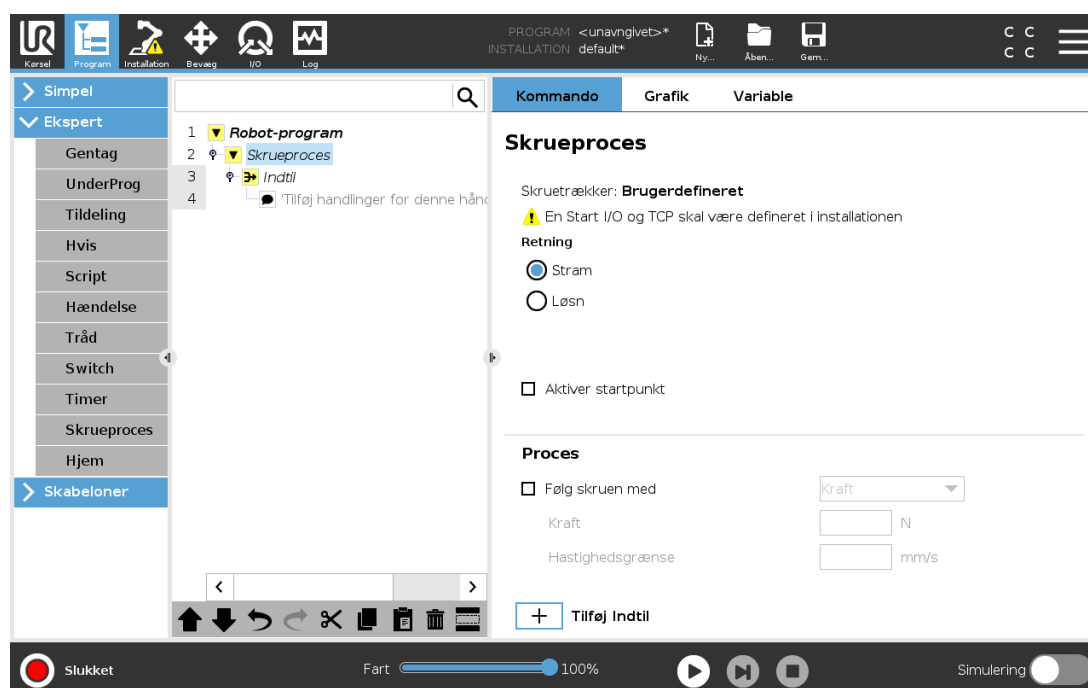 PROGRAM <unavngivet>*
INSTALLATION default*
Kørsel Program Installation Bevæg I/O Log
Ny... Åben... Gem...
C C
C C
Simpel
Ekspert
Gentag
UnderProg
Tildeling
Hvis
Script
Hændelse
Tråd
Switch
Timer
Skrueproces
Hjem
Skabeloner
1 Robot-program
2 Skrueproces
3 Indtil
4 'Tilføj handlinger for denne hånd
Kommando Grafik Variable
Skrueproces
Skruetrækker: Brugerdefineret
En Start I/O og TCP skal være defineret i installationen
Retning
Stram
Løsn
Aktiver startpunkt
Proces
Følg skruen med Kraft
Kraft N
Hastighedsgrænse mm/s
+ Tilføj Indtil
Slukket
Fart 100%
Simulering